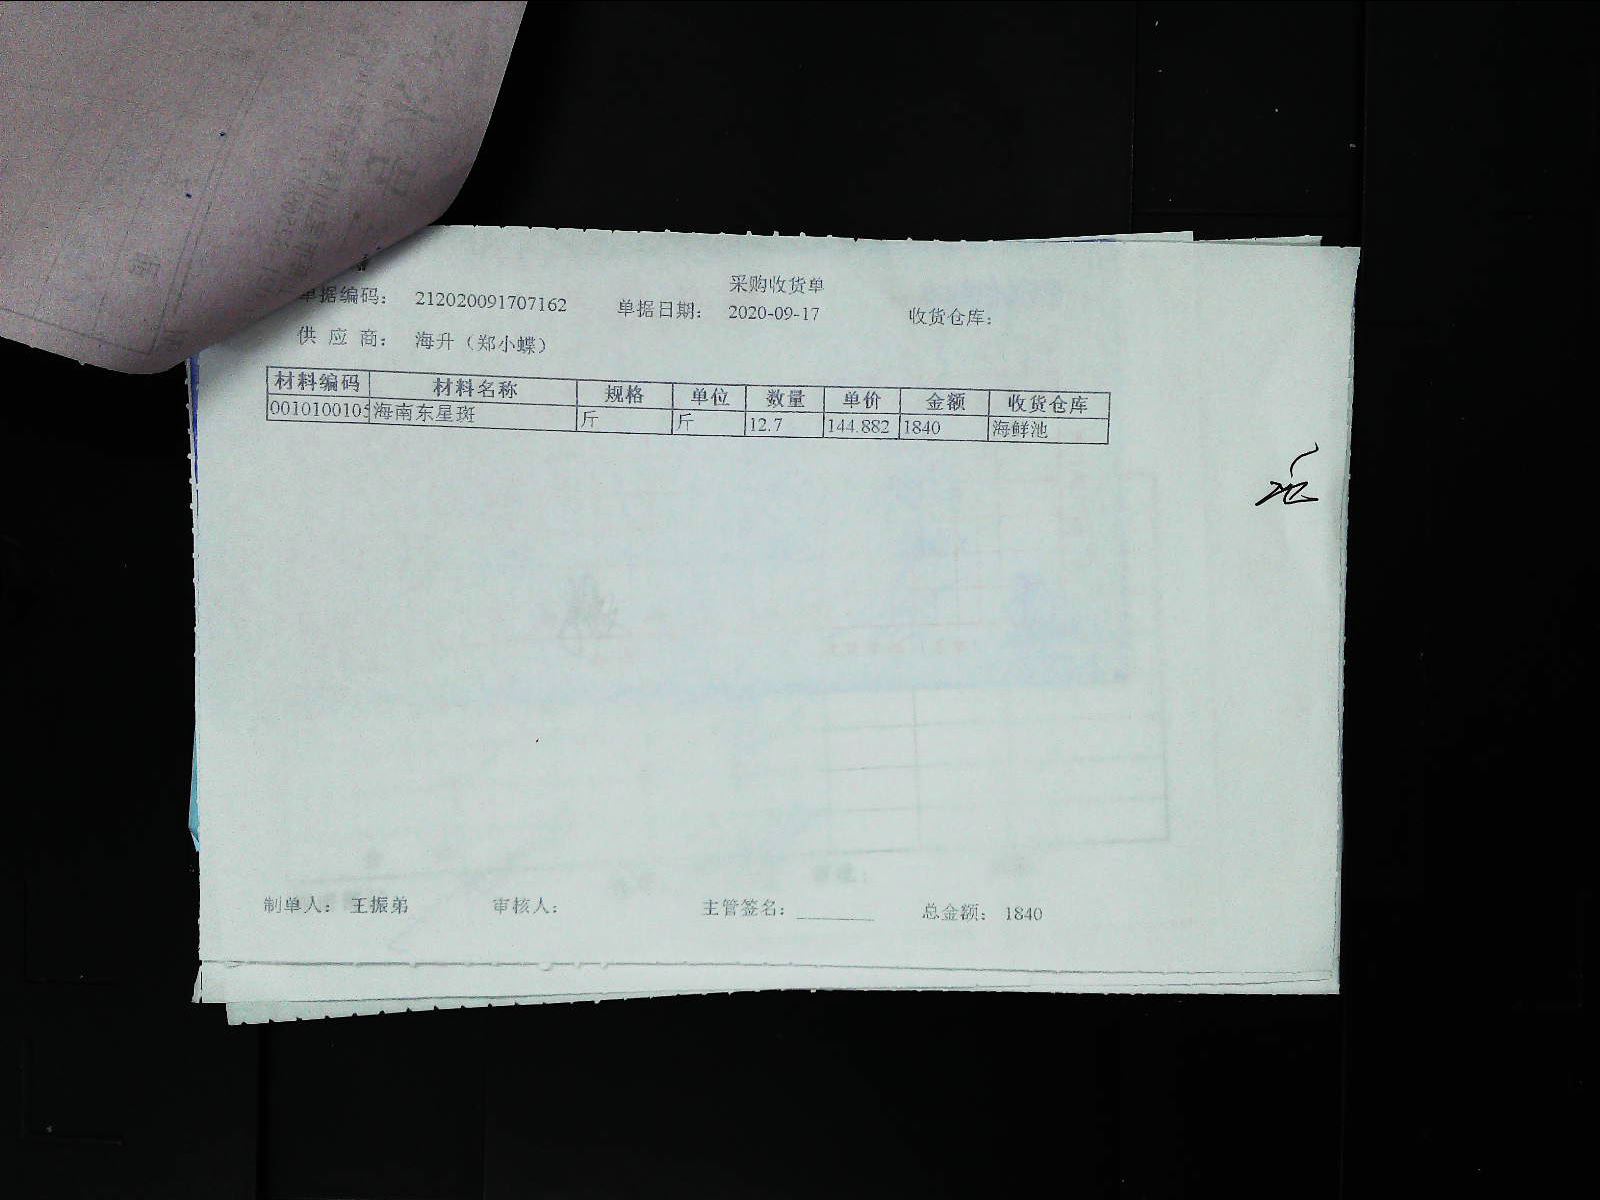 采购收货单
单据编码： 212020091707162 单据日期： 2020-09-17 收货仓库：
供 应 商： 海升（郑小蝶）
材料编码 材料名称 规格 单位 数量 单价 金额 收货仓库
0010100105 海南东星斑 斤 斤 12.7 144.882 1840 海鲜池
制单人： 王振弟 审核人： 主管签名： 总金额： 1840